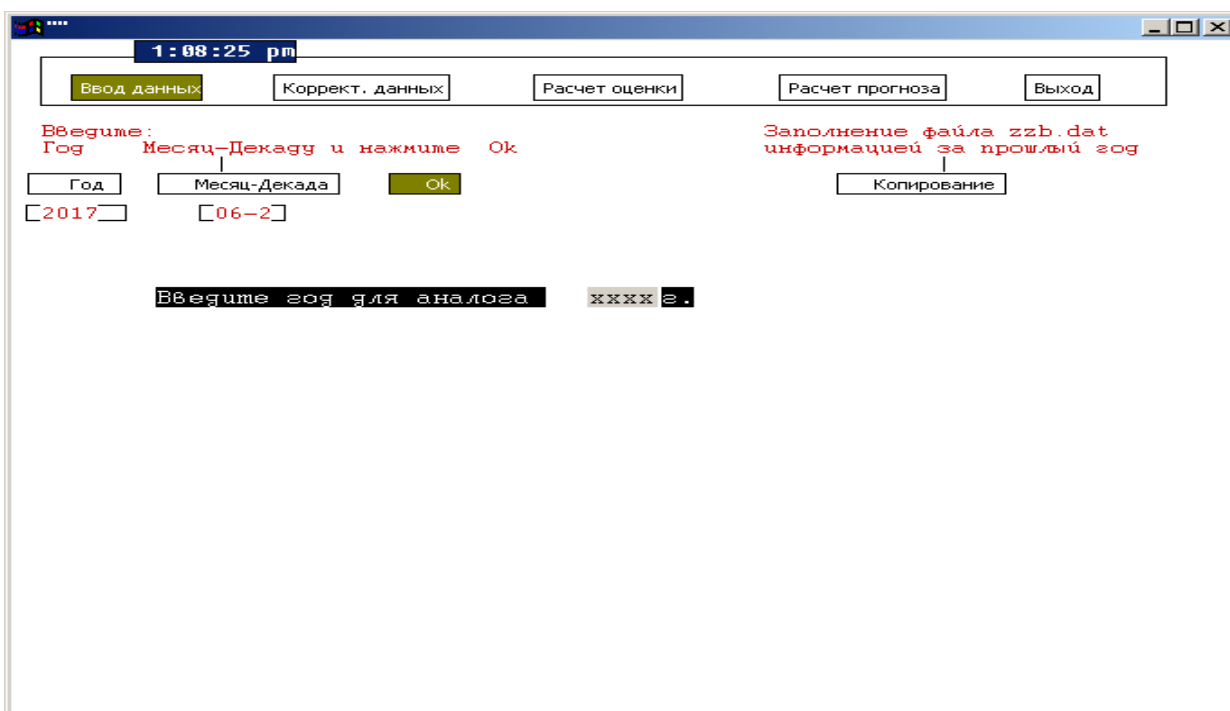 ""
1:08:25 pm
Ввод данных Коррект. данных Расчет оценки Расчет прогноза Выход
Введите: Заполнение файла zzb.dat
Год Месяц-Декаду и нажмите Ok информацией за прошлый год
Год Месяц-Декада Ok Копирование
2017 06-2
Введите год для аналога xxxx г.